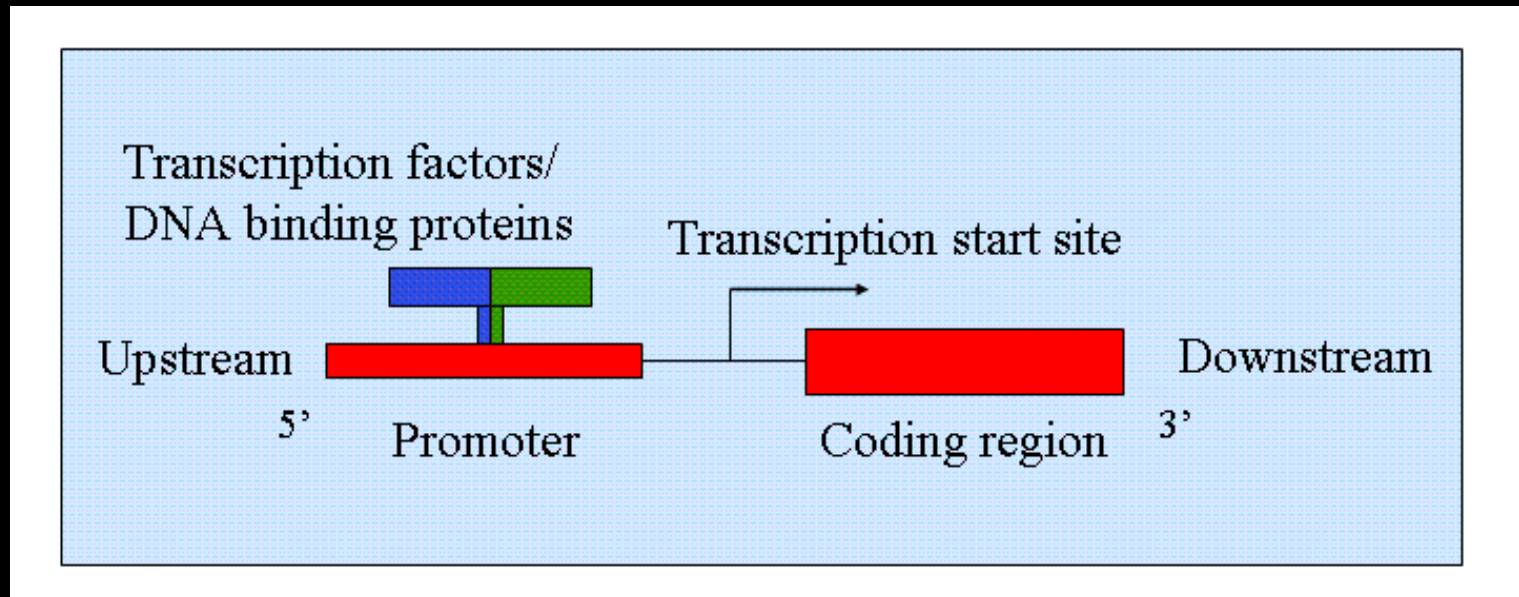 Transcription factors/
DNA binding proteins
Transcription start site
Upstream
Downstream
5’
Promoter
Coding region
3’